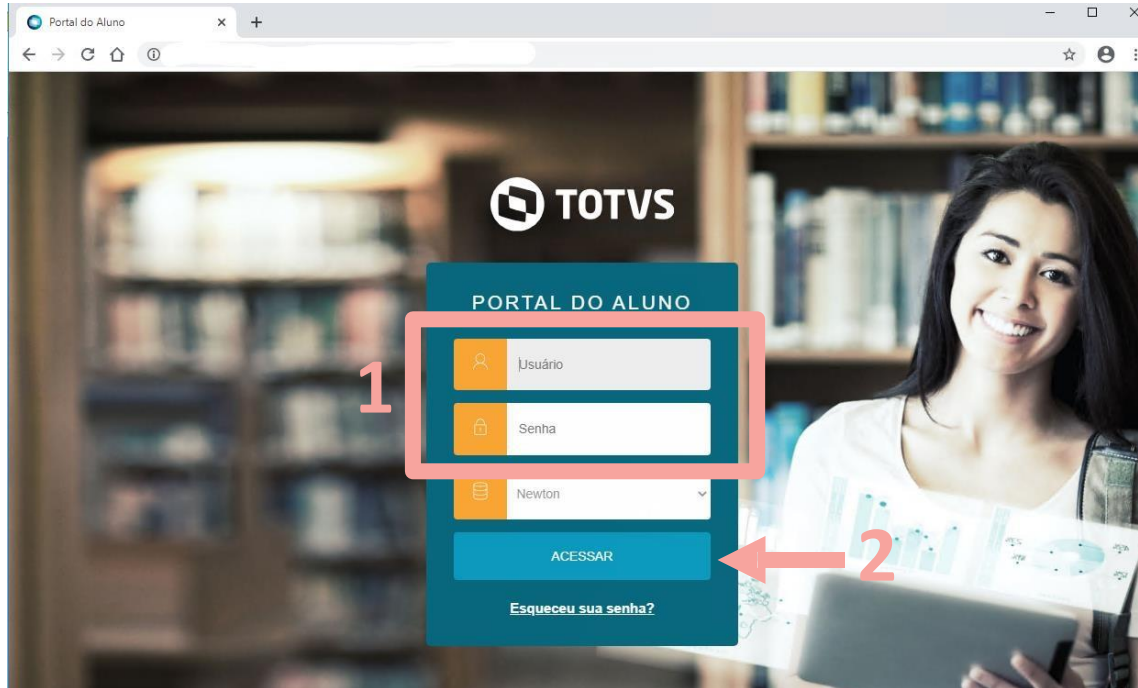 Portal do Aluno
TOTVS
PORTAL DO ALUNO
1
Usuário
Senha
Newton
ACESSAR
2
Esqueceu sua senha?